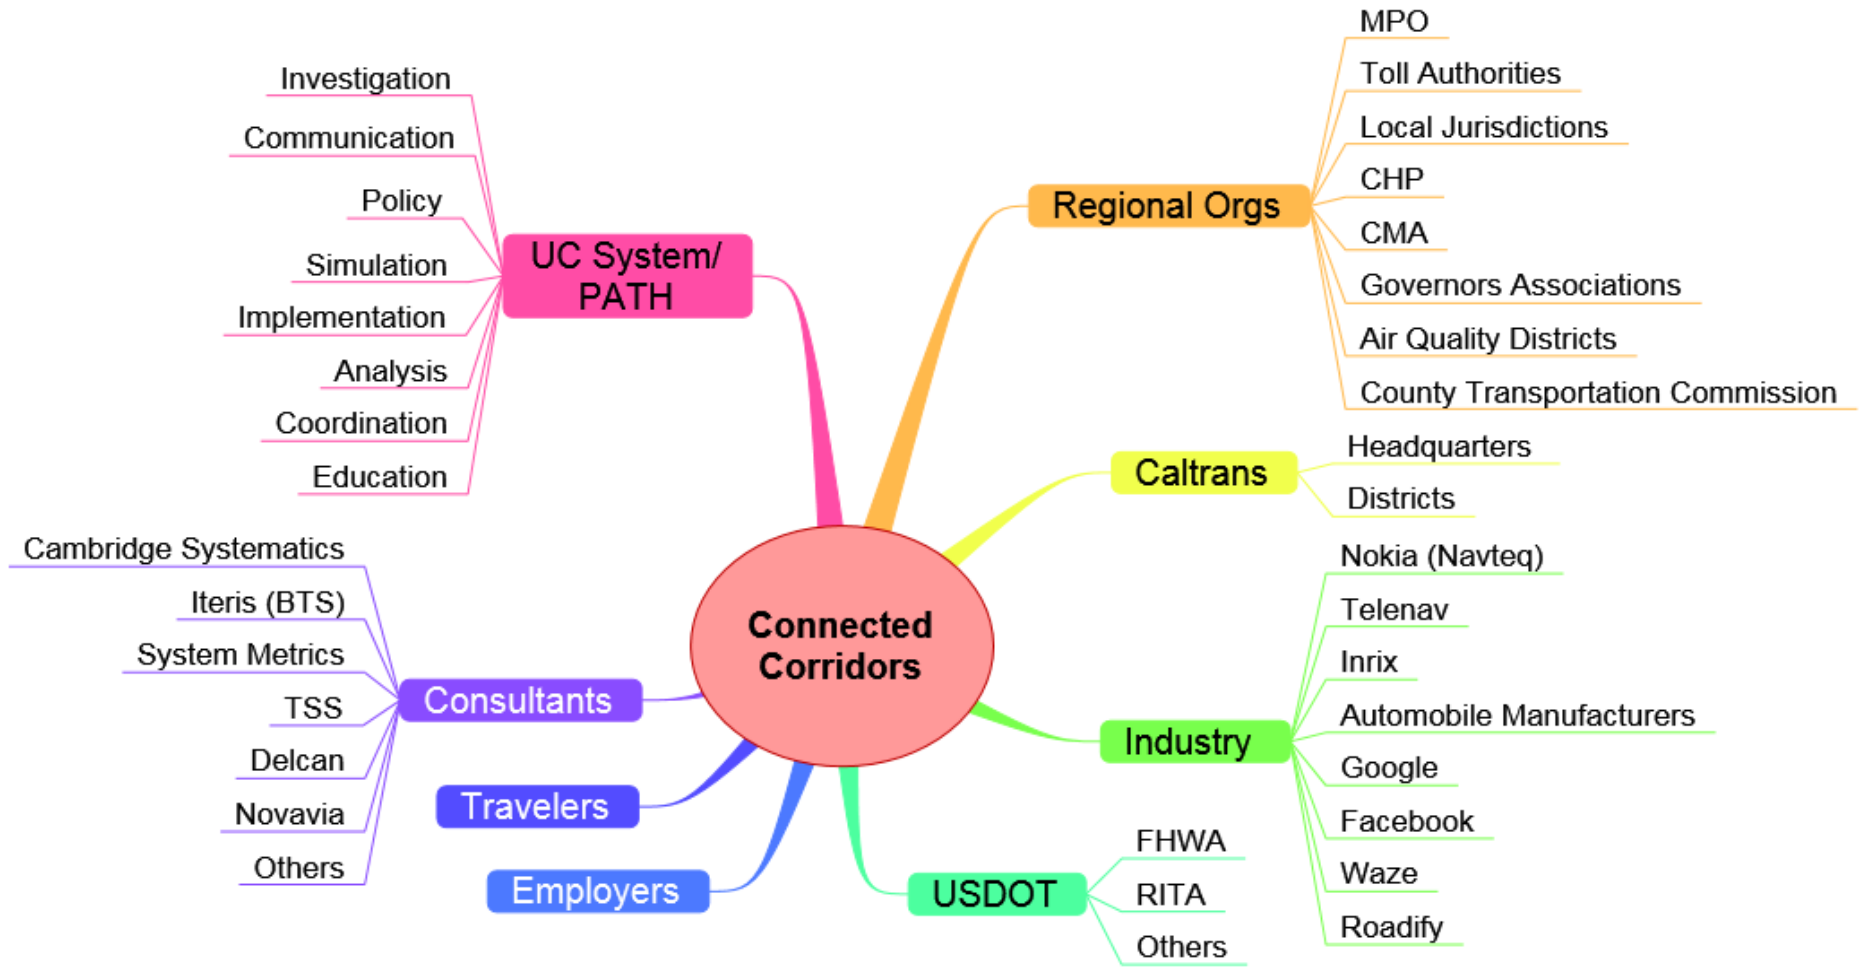 Connected
Corridors
UC System/
PATH
Investigation
Communication
Policy
Simulation
Implementation
Analysis
Coordination
Education
Regional Orgs
MPO
Toll Authorities
Local Jurisdictions
CHP
CMA
Governors Associations
Air Quality Districts
County Transportation Commission
Caltrans
Headquarters
Districts
Industry
Nokia (Navteq)
Telenav
Inrix
Automobile Manufacturers
Google
Facebook
Waze
Roadify
USDOT
FHWA
RITA
Others
Employers
Travelers
Consultants
Cambridge Systematics
Iteris (BTS)
System Metrics
TSS
Delcan
Novavia
Others